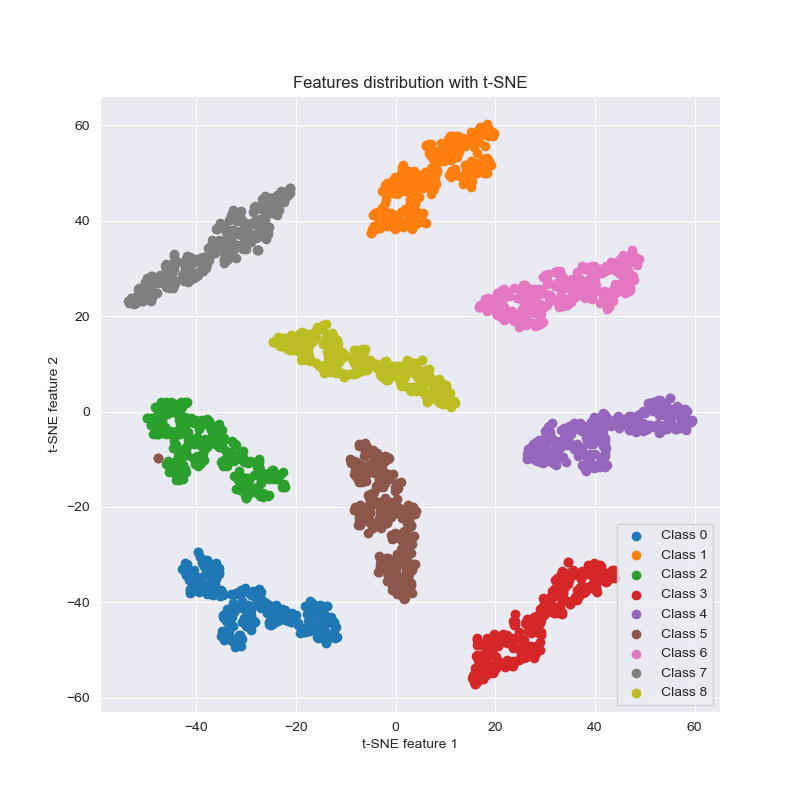 Features distribution with t-SNE
60
40
20
0
−20
−40
−60
t-SNE feature 2
−40
−20
0
20
40
60
t-SNE feature 1
Class 0
Class 1
Class 2
Class 3
Class 4
Class 5
Class 6
Class 7
Class 8